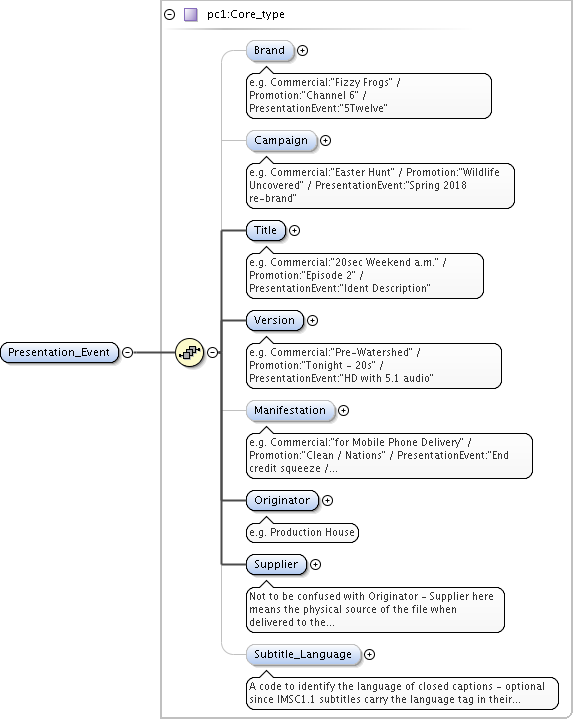 pc1:Core_type
Brand
e.g. Commercial:"Fizzy Frogs" /
Promotion:"Channel 6" /
PresentationEvent:"5Twelve"
Campaign
e.g. Commercial:"Easter Hunt" / Promotion:"Wildlife
Uncovered" / PresentationEvent:"Spring 2018
re-brand"
Title
e.g. Commercial:"20sec Weekend a.m." /
Promotion:"Episode 2" /
PresentationEvent:"Ident Description"
Version
e.g. Commercial:"Pre-Watershed" /
Promotion:"Tonight - 20s" /
PresentationEvent:"HD with 5.1 audio"
Presentation_Event
Manifestation
e.g. Commercial:"for Mobile Phone Delivery" /
Promotion:"Clean / Nations" / PresentationEvent:"End
credit squeeze /...
Originator
e.g. Production House
Supplier
Not to be confused with Originator - Supplier here
means the physical source of the file when
delivered to the...
Subtitle_Language
A code to identify the language of closed captions - optional
since IMSC1.1 subtitles carry the language tag in their...